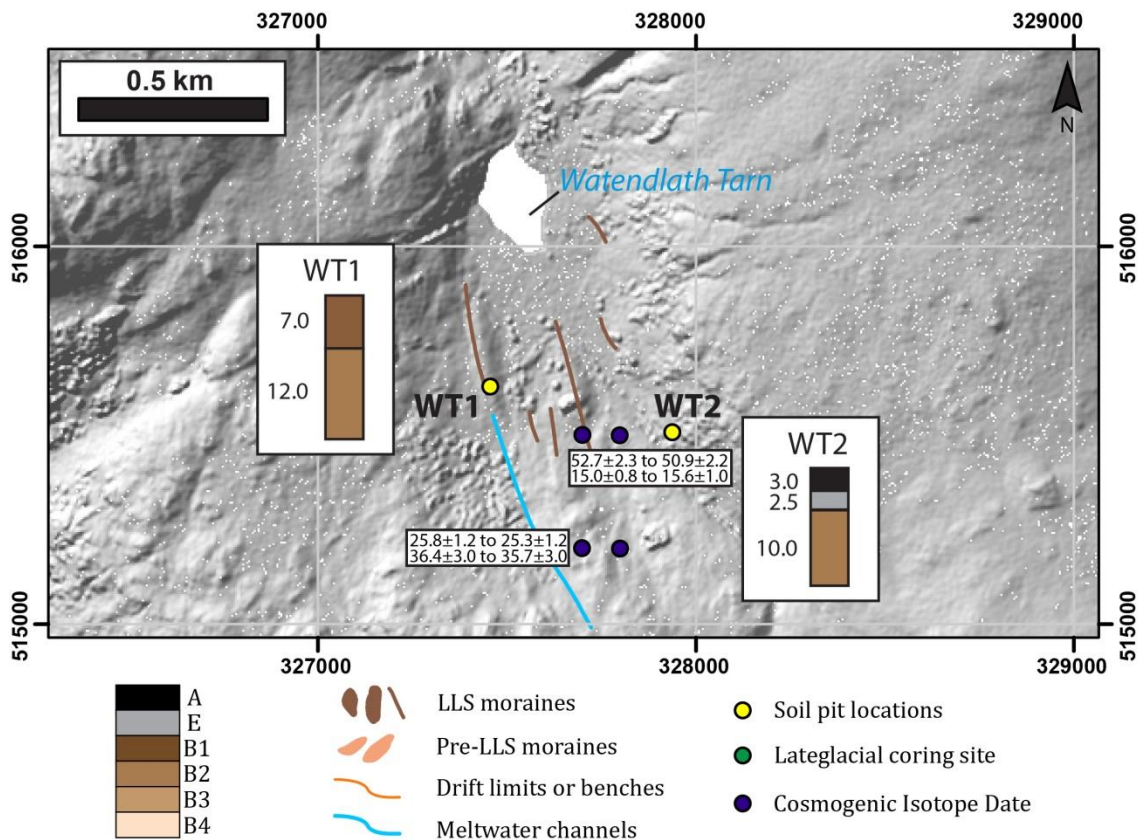 327000
328000
329000
0.5 km
N
Watendlath Tarn
516000
516000
WT1
7.0
12.0
WT1
WT2
52.7±2.3 to 50.9±2.2
15.0±0.8 to 15.6±1.0
WT2
3.0
2.5
10.0
25.8±1.2 to 25.3±1.2
36.4±3.0 to 35.7±3.0
515000
515000
327000
328000
329000
A
E
B1
B2
B3
B4
LLS moraines
Pre-LLS moraines
Drift limits or benches
Meltwater channels
Soil pit locations
Lateglacial coring site
Cosmogenic Isotope Date